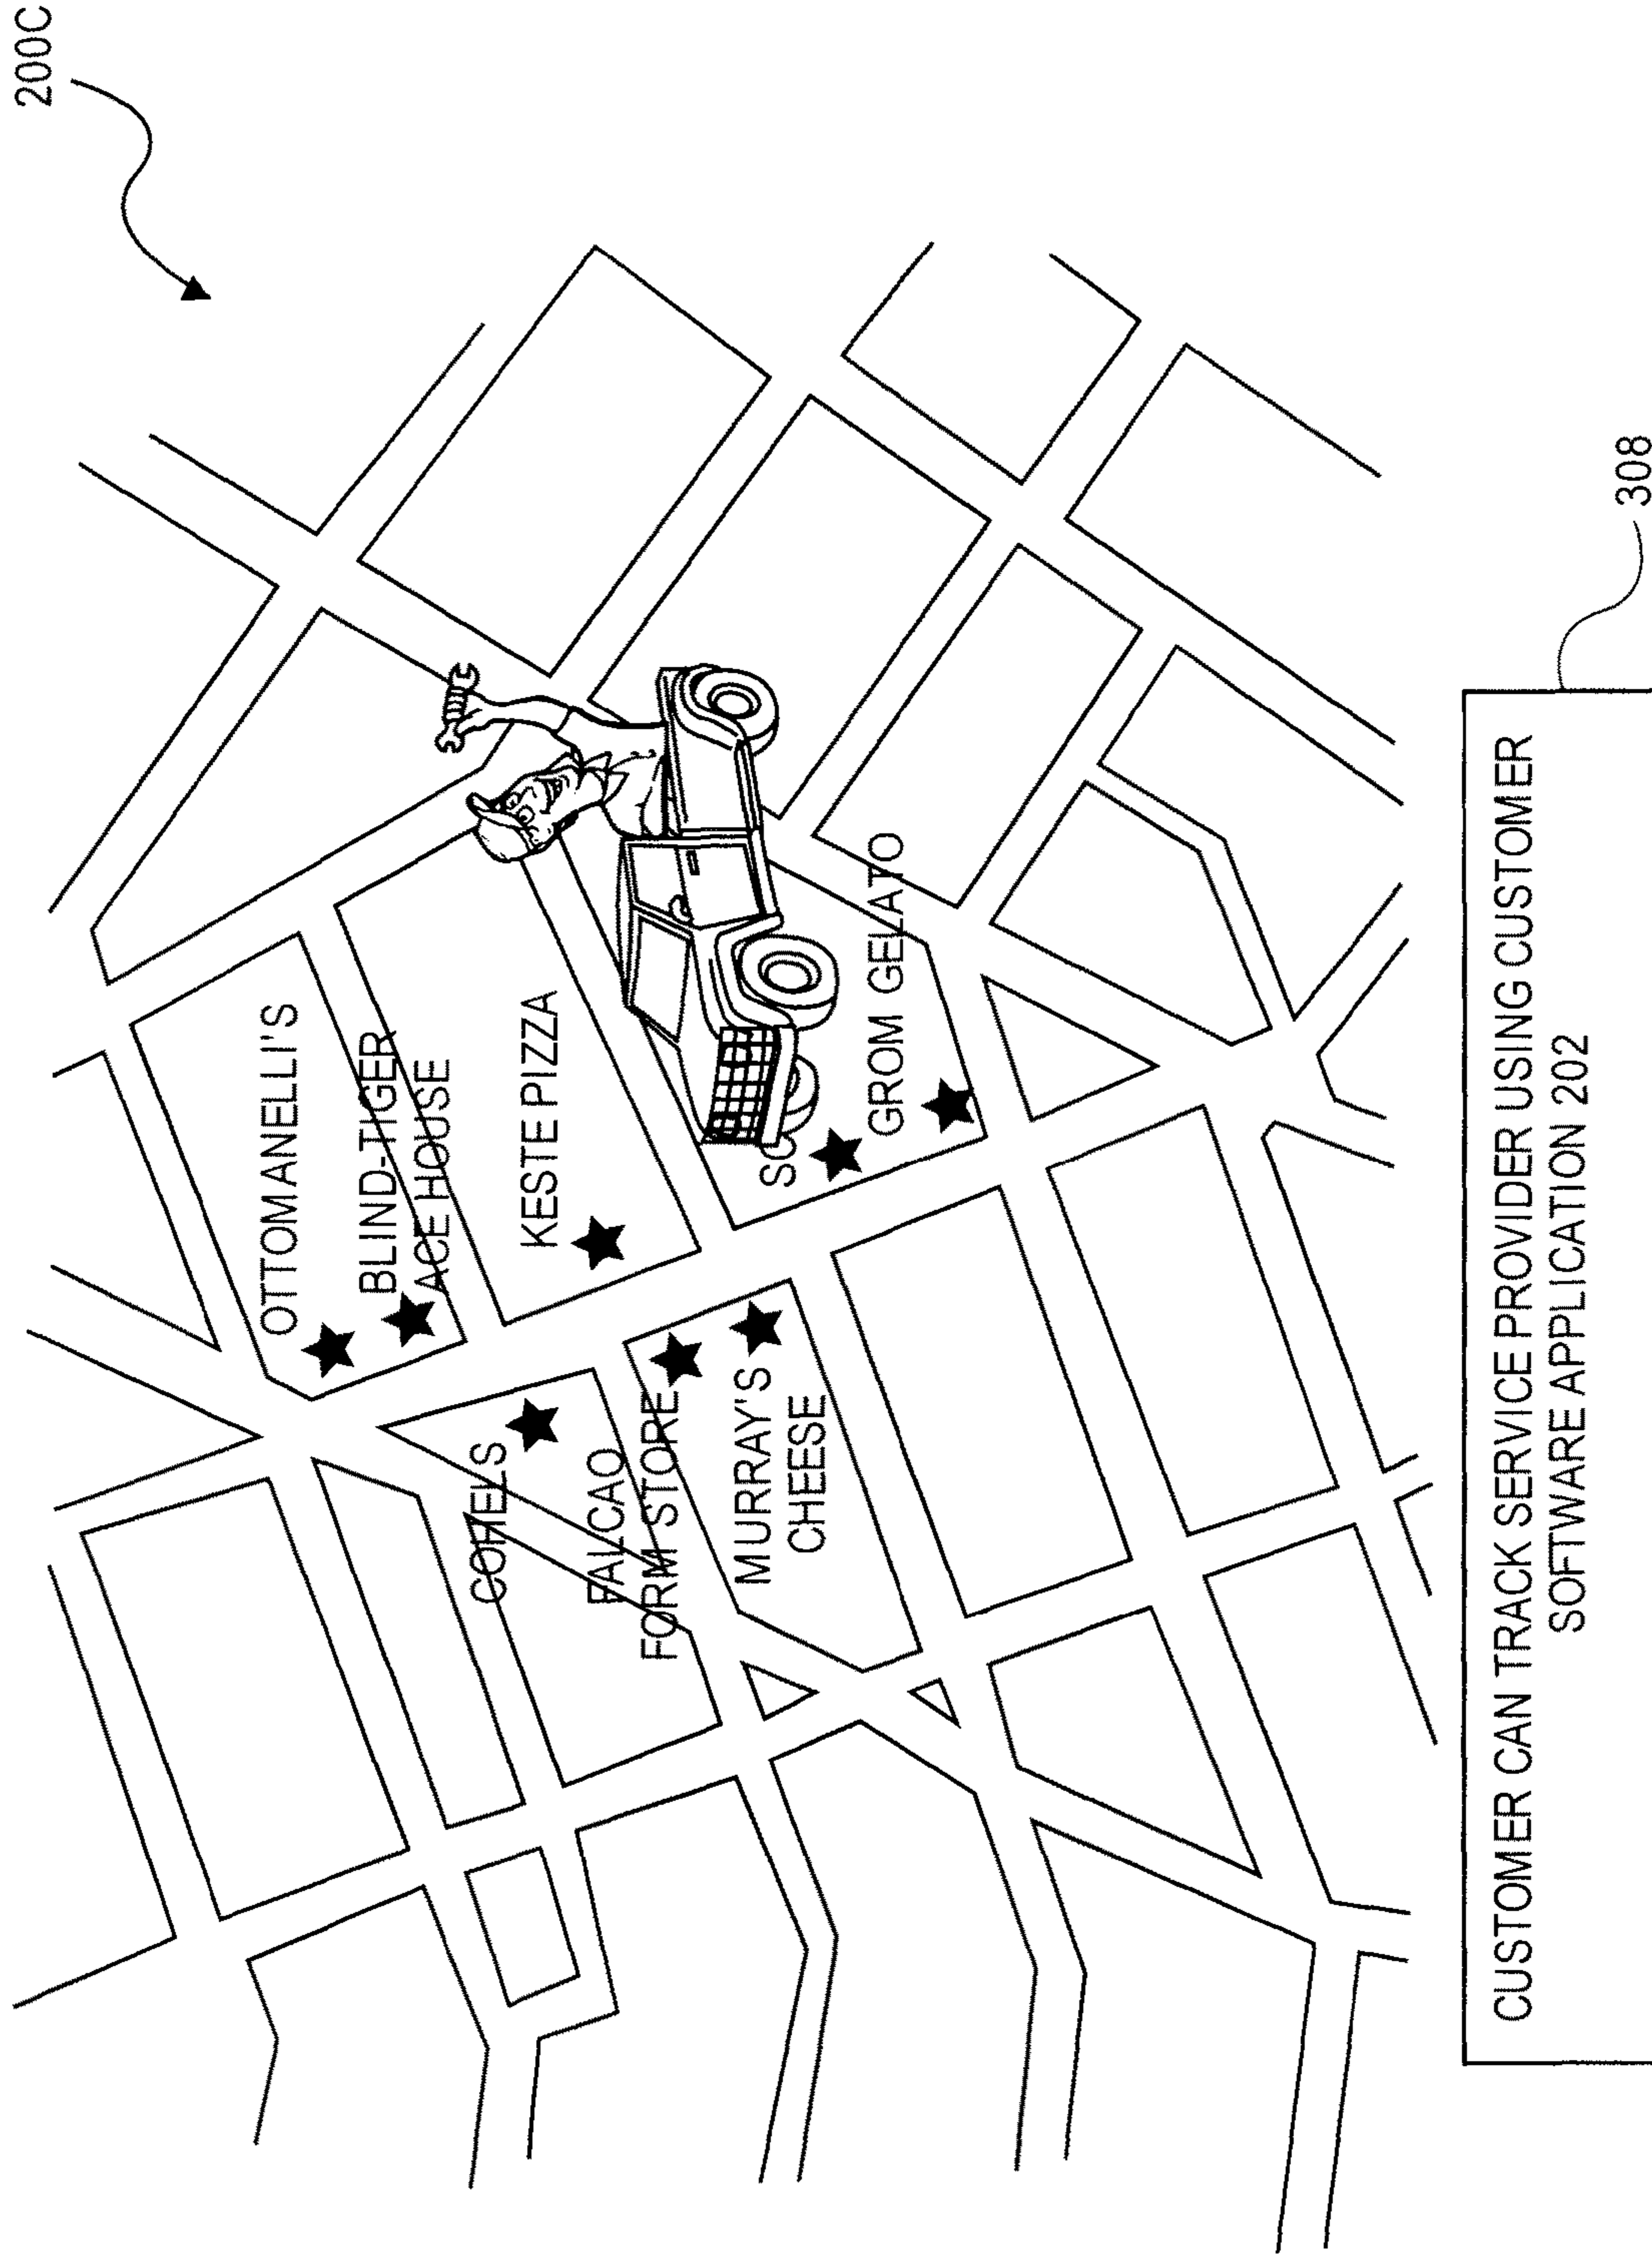 200C
OTTOMANELLI'S
BLIND-TIGER
ACE HOUSE
KESTE PIZZA
COHELS
FALCAO
FORM STORE
MURRAY'S
CHEESE
GROM GELATO
308
CUSTOMER CAN TRACK SERVICE PROVIDER USING CUSTOMER
SOFTWARE APPLICATION 202